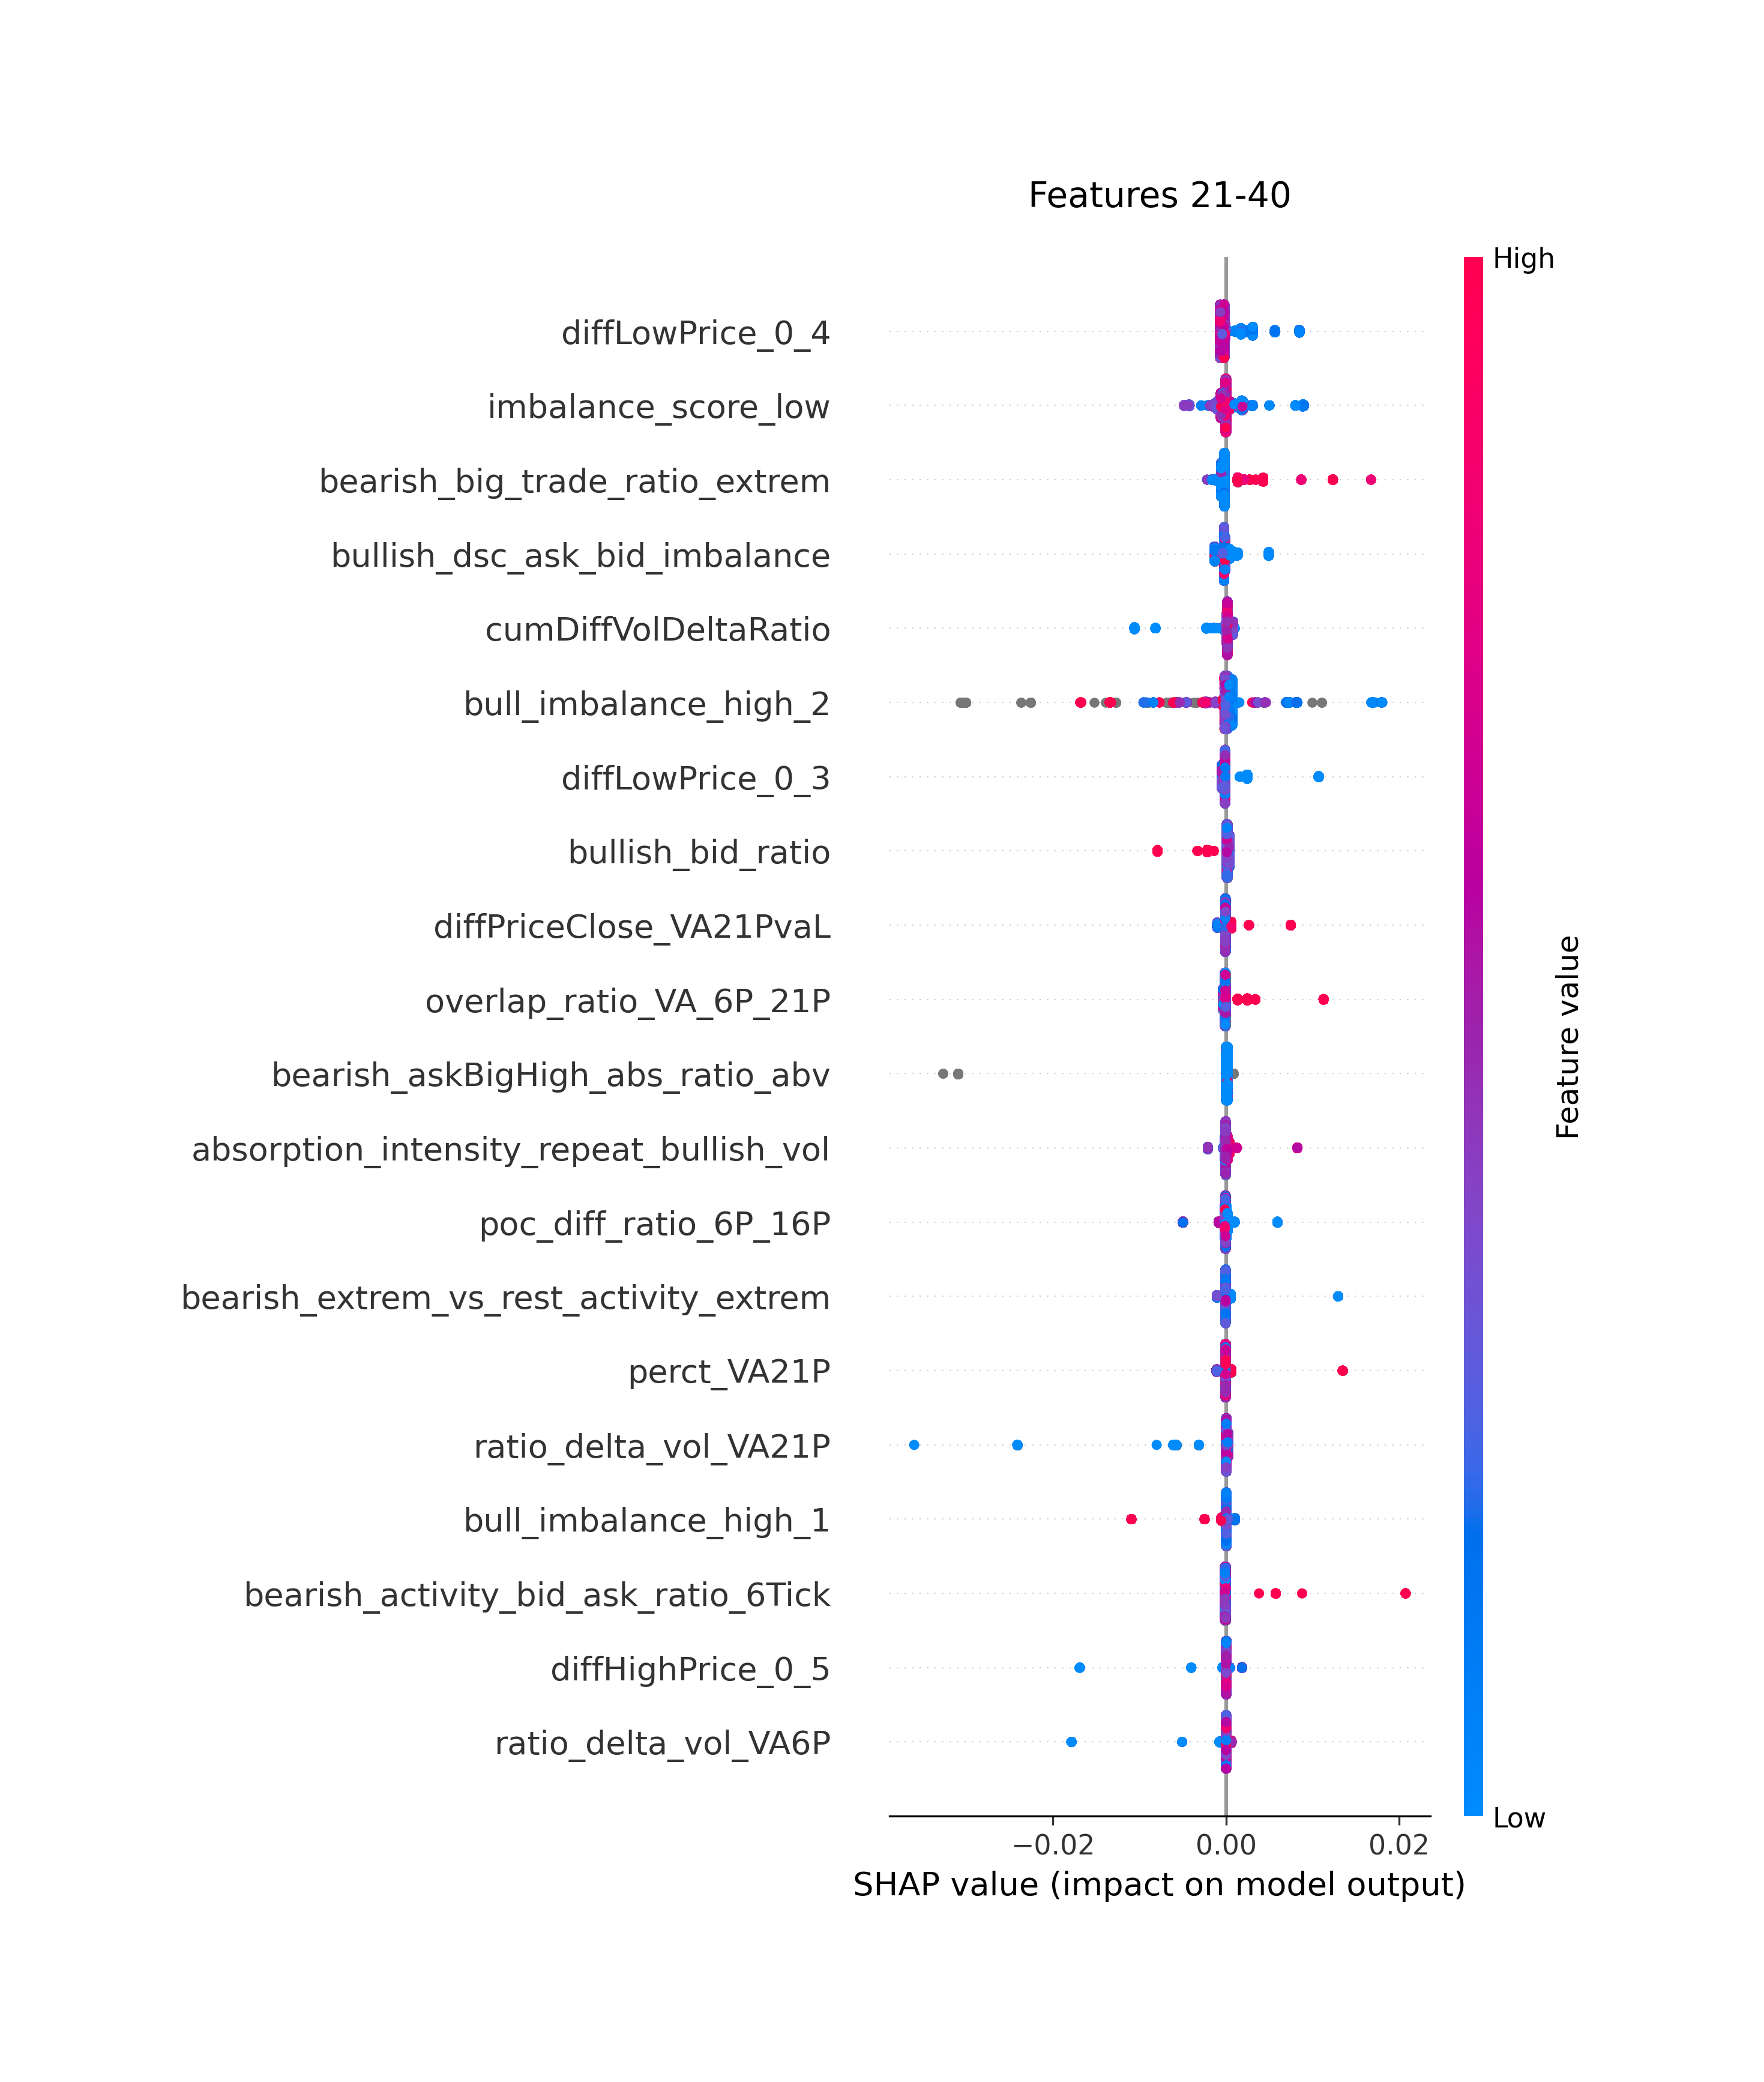 Features 21-40
High
diffLowPrice_0_4
imbalance_score_low
bearish_big_trade_ratio_extrem
bullish_dsc_ask_bid_imbalance
cumDiffVolDeltaRatio
bull_imbalance_high_2
diffLowPrice_0_3
bullish_bid_ratio
diffPriceClose_VA21PvaL
overlap_ratio_VA_6P_21P
bearish_askBigHigh_abs_ratio_abv
absorption_intensity_repeat_bullish_vol
poc_diff_ratio_6P_16P
bearish_extrem_vs_rest_activity_extrem
perct_VA21P
ratio_delta_vol_VA21P
bull_imbalance_high_1
bearish_activity_bid_ask_ratio_6Tick
diffHighPrice_0_5
ratio_delta_vol_VA6P
Feature value
Low
−0.02 0.00 0.02
SHAP value (impact on model output)